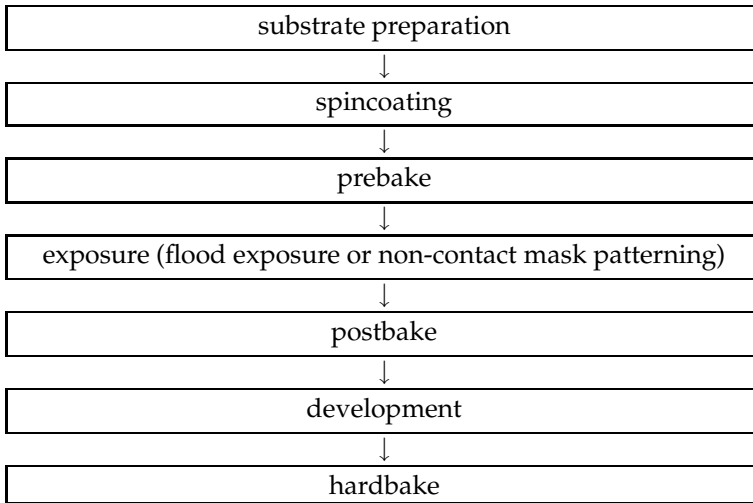 substrate preparation
↓
spincoating
↓
prebake
↓
exposure (flood exposure or non-contact mask patterning)
↓
postbake
↓
development
↓
hardbake